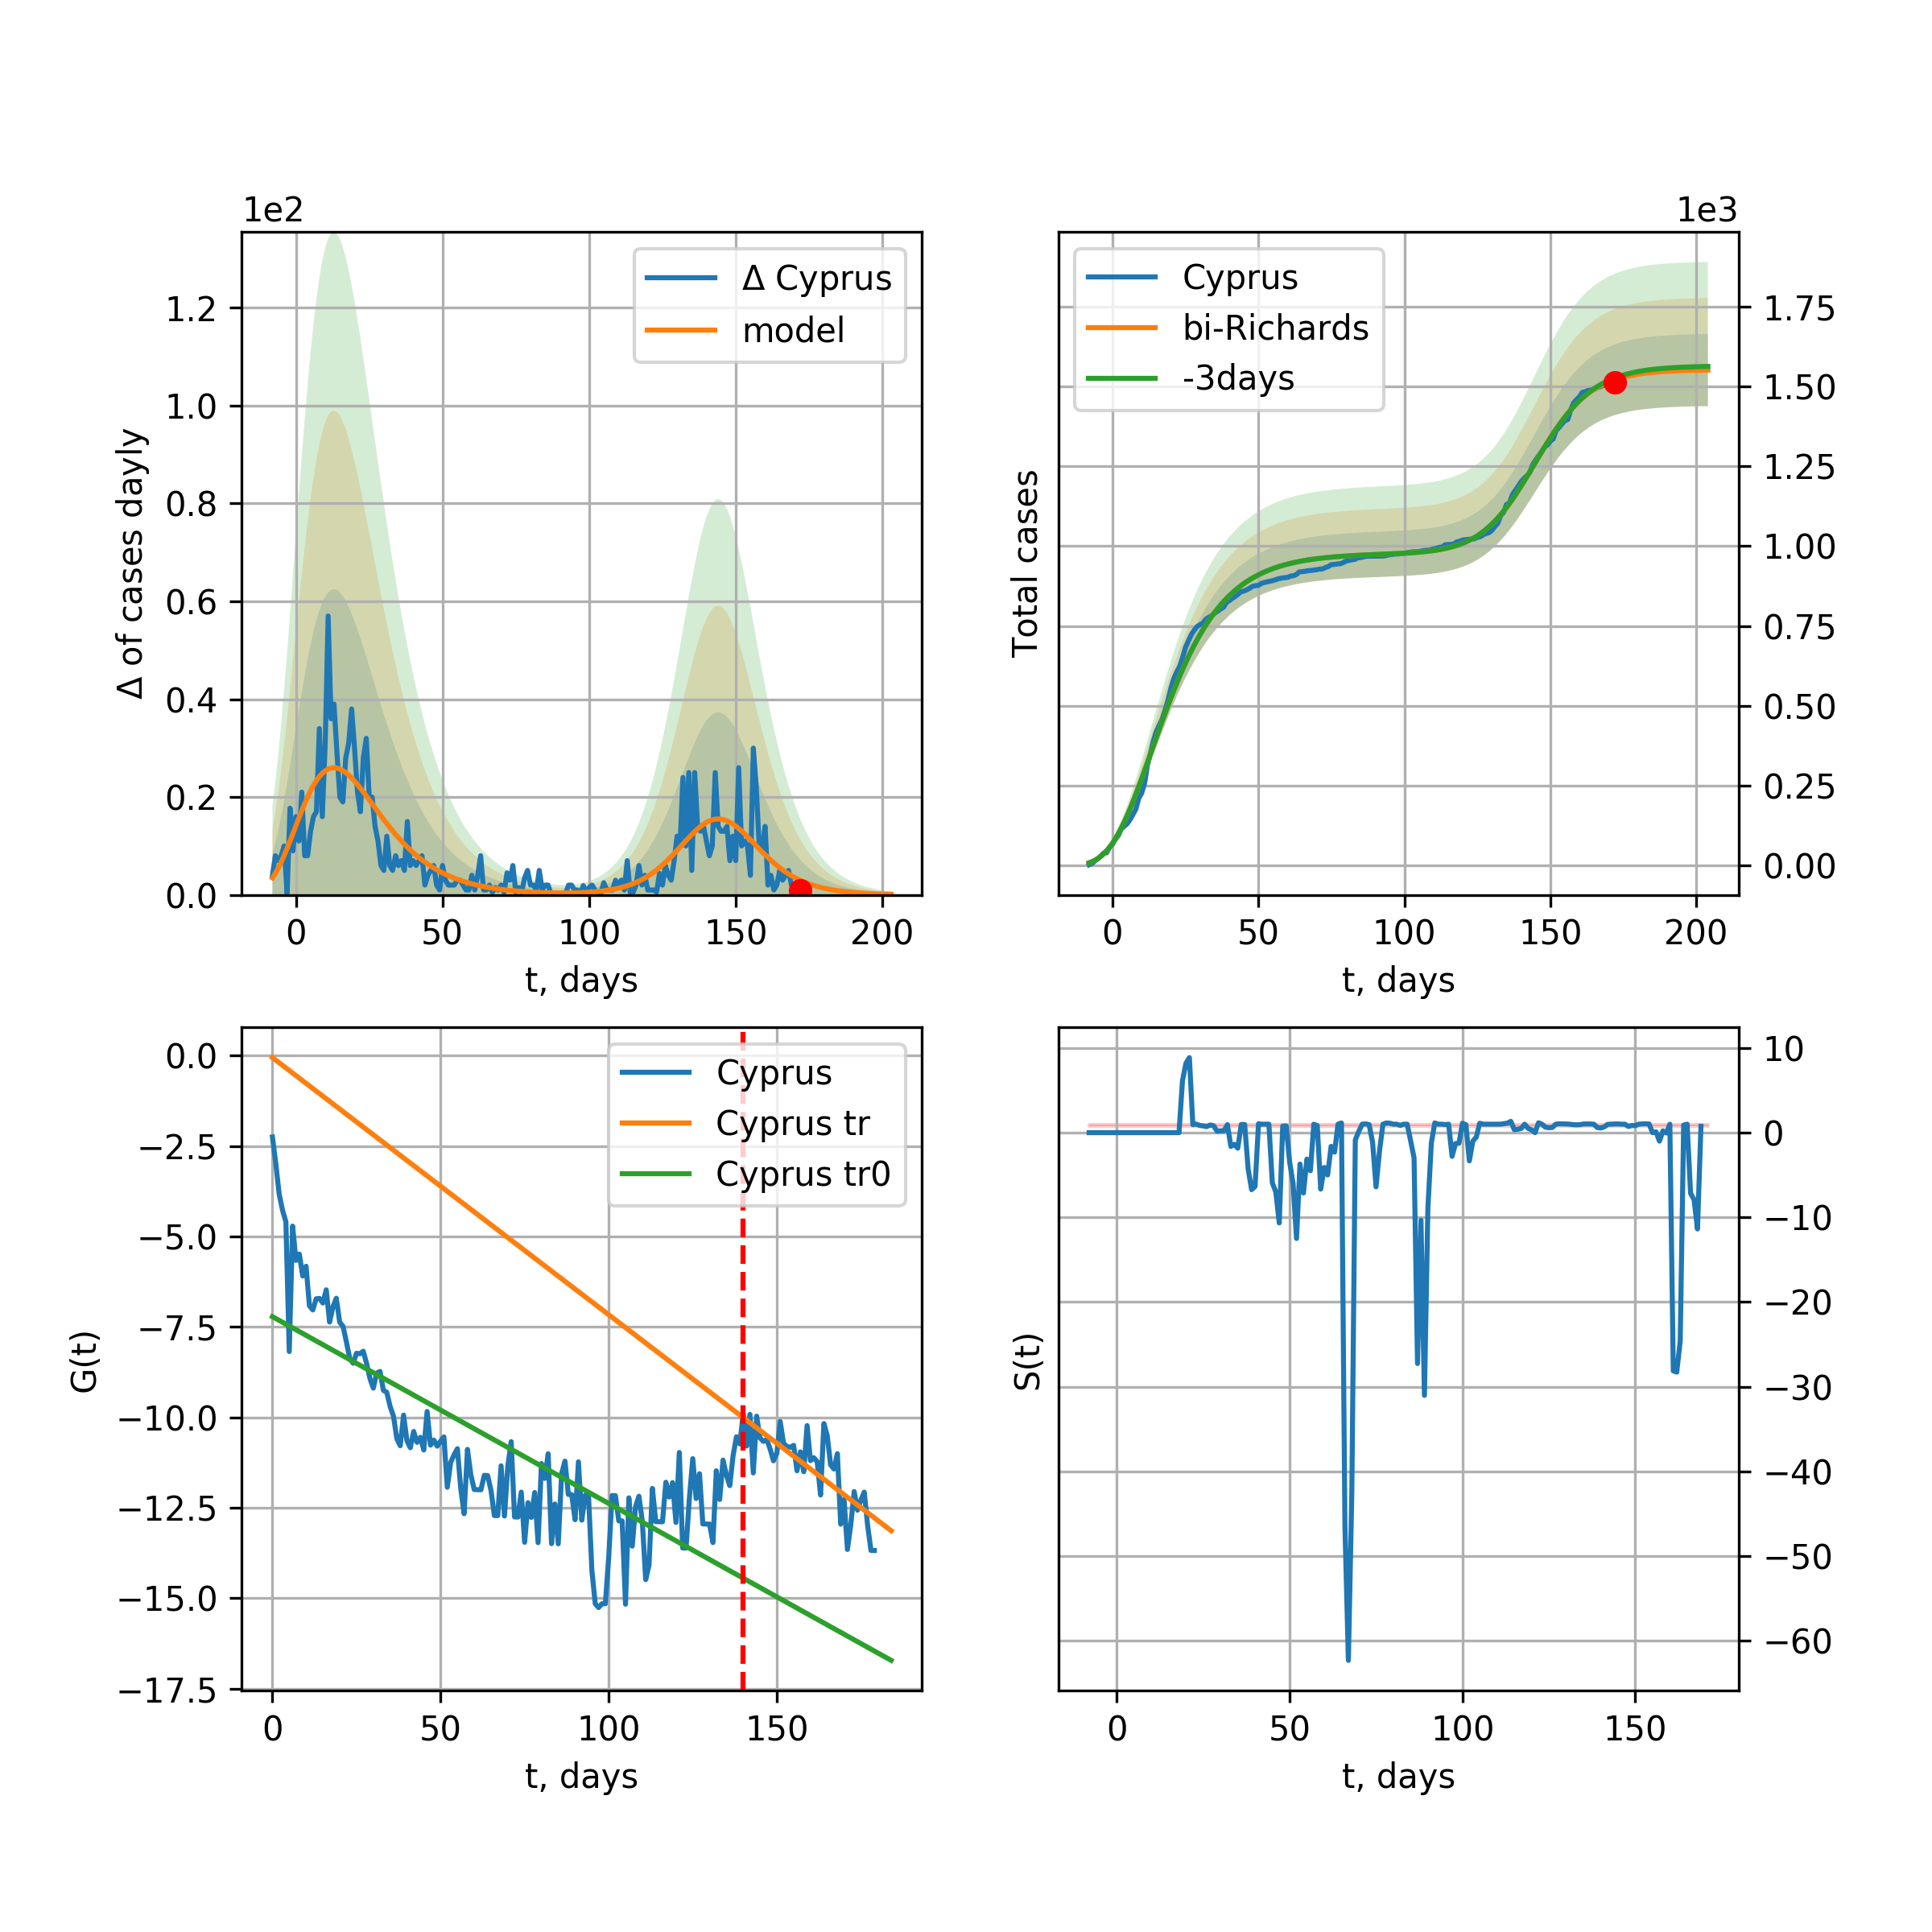 1e2
Δ of cases dayly
1.2
1.0
0.8
0.6
0.4
0.2
0.0
Δ Cyprus
model
0 50 100 150 200
t, days
1e3
Total cases
Cyprus
bi-Richards
-3days
1.75
1.50
1.25
1.00
0.75
0.50
0.25
0.00
0 50 100 150 200
t, days
G(t)
0.0
−2.5
−5.0
−7.5
−10.0
−12.5
−15.0
−17.5
Cyprus
Cyprus tr
Cyprus tr0
0 50 100 150
t, days
S(t)
10
0
−10
−20
−30
−40
−50
−60
0 50 100 150
t, days